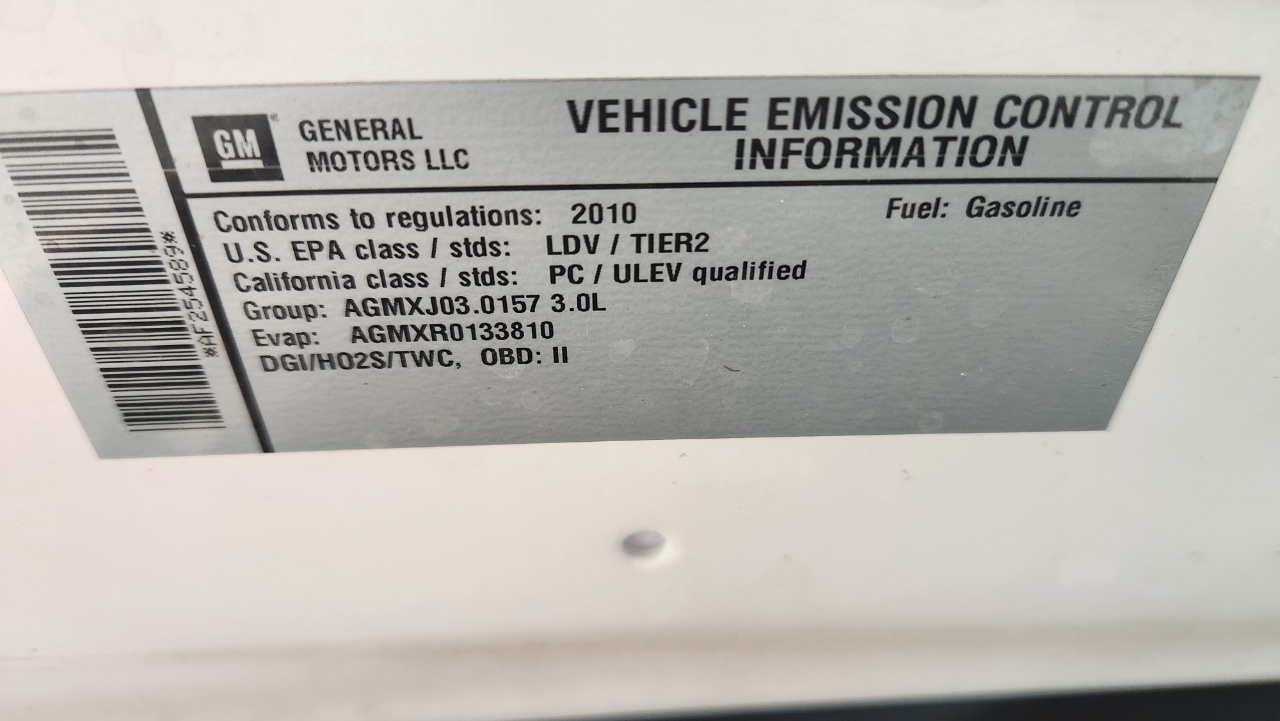 GM
GENERAL
MOTORS LLC
VEHICLE EMISSION CONTROL
INFORMATION
Conforms to regulations: 2010
Fuel: Gasoline
U.S. EPA class / stds: LDV / TIER2
California class / stds: PC / ULEV qualified
Group: AGMXJ03.0157 3.0L
Evap: AGMXR0133810
DGI/HO2S/TWC, OBD: II
*AF254589*